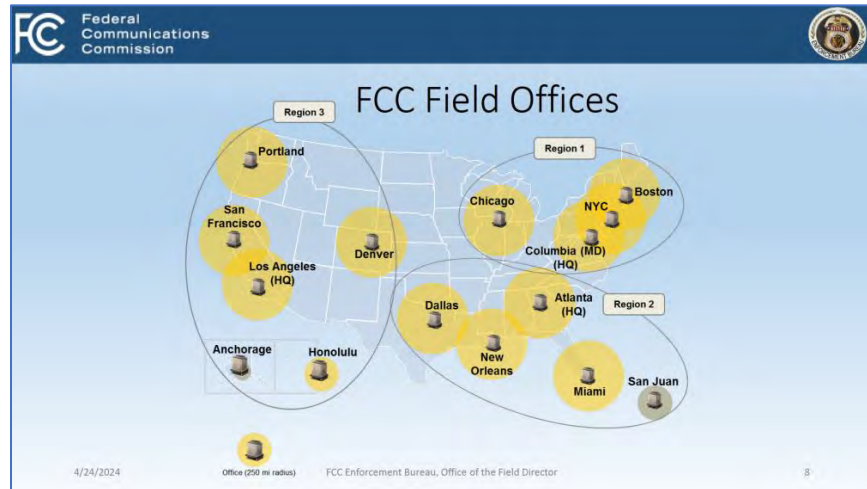 FCC
Federal
Communications
Commission
FCC Field Offices
Region 3
Region 1
Portland
Boston
Chicago
NYC
San
Francisco
Denver
Columbia (MD)
(HQ)
Los Angeles
(HQ)
Region 2
Dallas
Atlanta
(HQ)
New
Orleans
Anchorage
Honolulu
Miami
San Juan
Office (250 mi radius)
4/24/2024
FCC Enforcement Bureau, Office of the Field Director
8